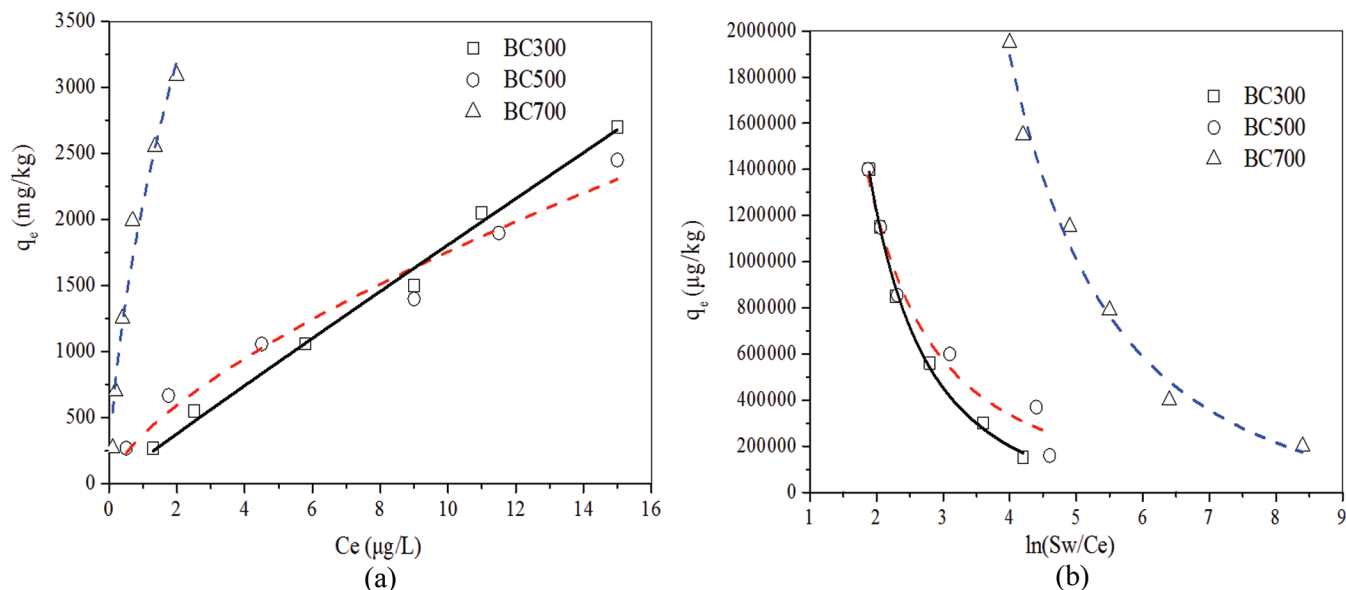 3500
3000
2500
2000
1500
1000
500
0
qe (mg/kg)
BC300
BC500
BC700
0 2 4 6 8 10 12 14 16
Ce (μg/L)
(a)
2000000
1800000
1600000
1400000
1200000
1000000
800000
600000
400000
200000
0
qe (μg/kg)
BC300
BC500
BC700
1 2 3 4 5 6 7 8 9
ln(Sw/Ce)
(b)